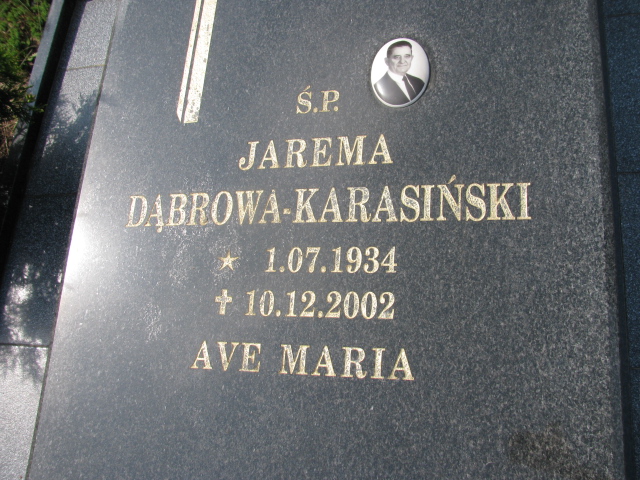 Ś.P.
JAREMA
DĄBROWA-KARASIŃSKI
★ 1.07.1934
✝ 10.12.2002
AVE MARIA